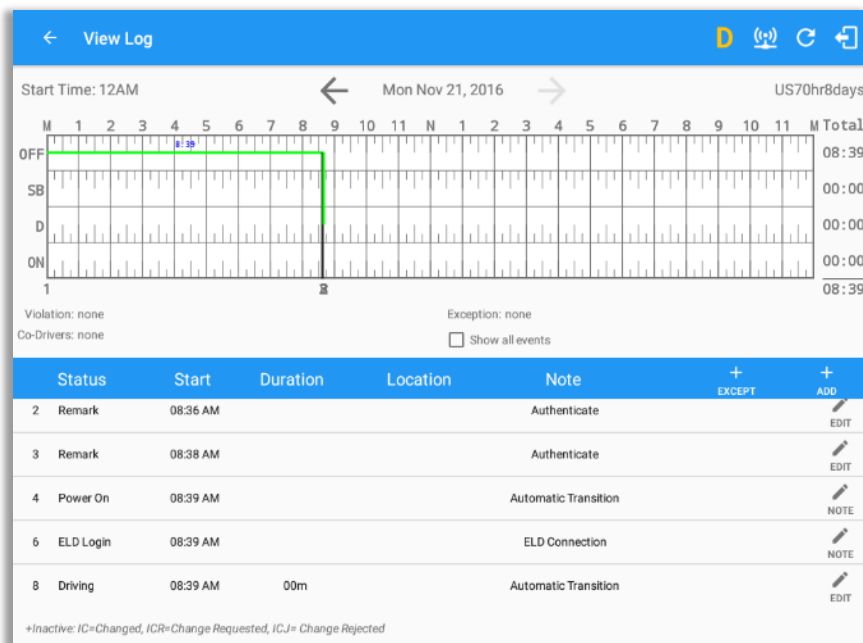 View Log D
Start Time: 12AM Mon Nov 21, 2016 US70hr8days
M 1 2 3 4 5 6 7 8 9 10 11 N 1 2 3 4 5 6 7 8 9 10 11 M Total
8:39
OFF 08:39
SB 00:00
D 00:00
ON 00:00
1 08:39
Violation: none Exception: none
Co-Drivers: none Show all events
Status Start Duration Location Note + EXCEPT + ADD
2 Remark 08:36 AM Authenticate EDIT
3 Remark 08:38 AM Authenticate EDIT
4 Power On 08:39 AM Automatic Transition NOTE
6 ELD Login 08:39 AM ELD Connection NOTE
8 Driving 08:39 AM 00m Automatic Transition EDIT
+Inactive: IC=Changed, ICR=Change Requested, ICJ= Change Rejected